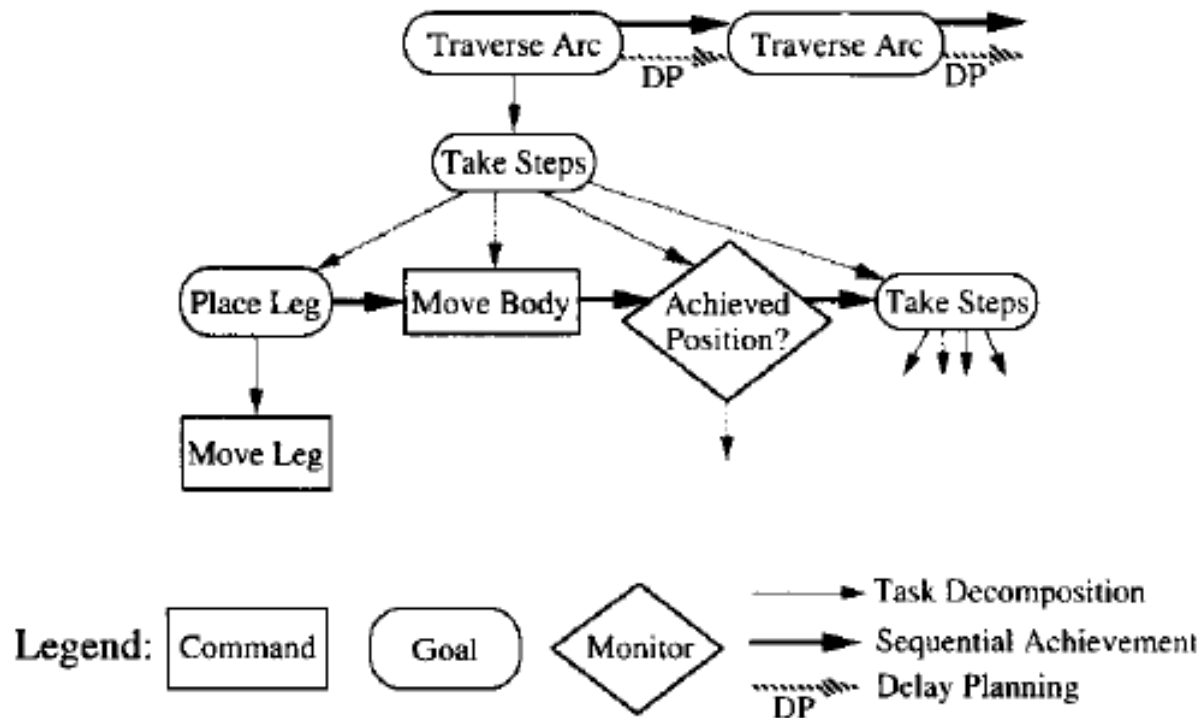 Traverse Arc
Traverse Arc
DP
DP
Take Steps
Place Leg
Move Body
Achieved
Position?
Take Steps
Move Leg
Legend:
Command
Goal
Monitor
Task Decomposition
Sequential Achievement
DP
Delay Planning